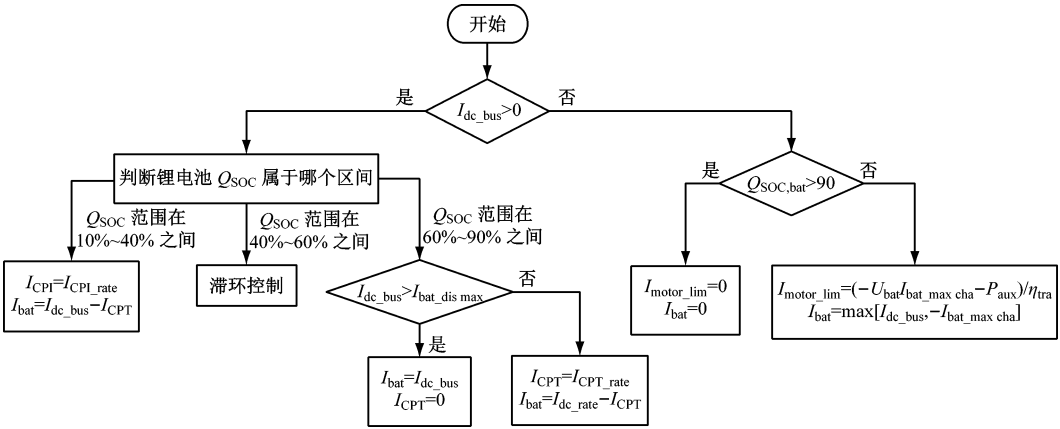 开始
是
I_dc_bus>0
否
判断锂电池 Q_SOC 属于哪个区间
是
Q_SOC,bat>90
否
Q_SOC 范围在
10%~40% 之间
Q_SOC 范围在
40%~60% 之间
Q_SOC 范围在
60%~90% 之间
I_CPI=I_CPI_rate
I_bat=I_dc_bus−I_CPT
滞环控制
I_dc_bus>I_bat_dis max
否
是
I_motor_lim=0
I_bat=0
I_motor_lim=(−U_bat I_bat_max cha−P_aux)/η_tra
I_bat=max[I_dc_bus,−I_bat_max cha]
I_bat=I_dc_bus
I_CPT=0
I_CPT=I_CPT_rate
I_bat=I_dc_rate−I_CPT